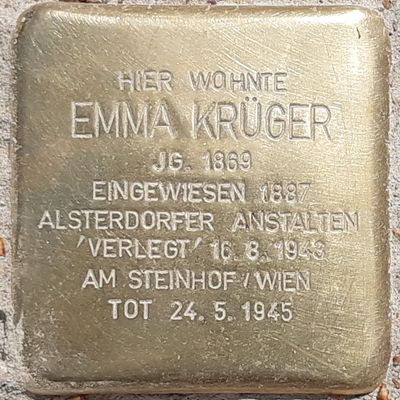 HIER WOHNTE
EMMA KRÜGER
JG. 1869
EINGEWIESEN 1887
ALSTERDORFER ANSTALTEN
'VERLEGT' 16. 8. 1943
AM STEINHOF / WIEN
TOT 24. 5. 1945